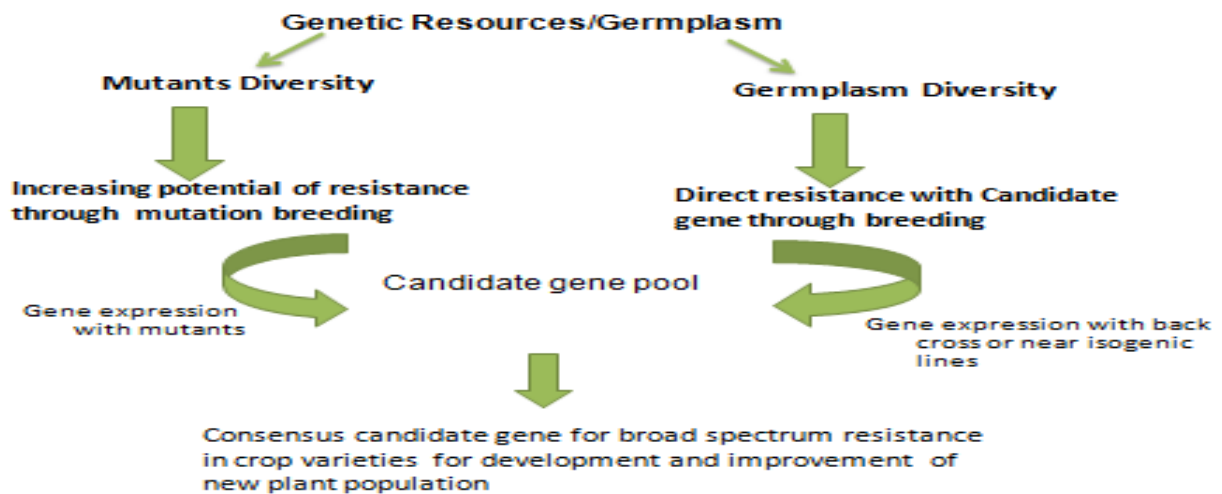 Genetic Resources/Germplasm
Mutants Diversity
Germplasm Diversity
Increasing potential of resistance
through mutation breeding
Direct resistance with Candidate
gene through breeding
Candidate gene pool
Gene expression
with mutants
Gene expression with back
cross or near isogenic
lines
Consensus candidate gene for broad spectrum resistance
in crop varieties for development and improvement of
new plant population